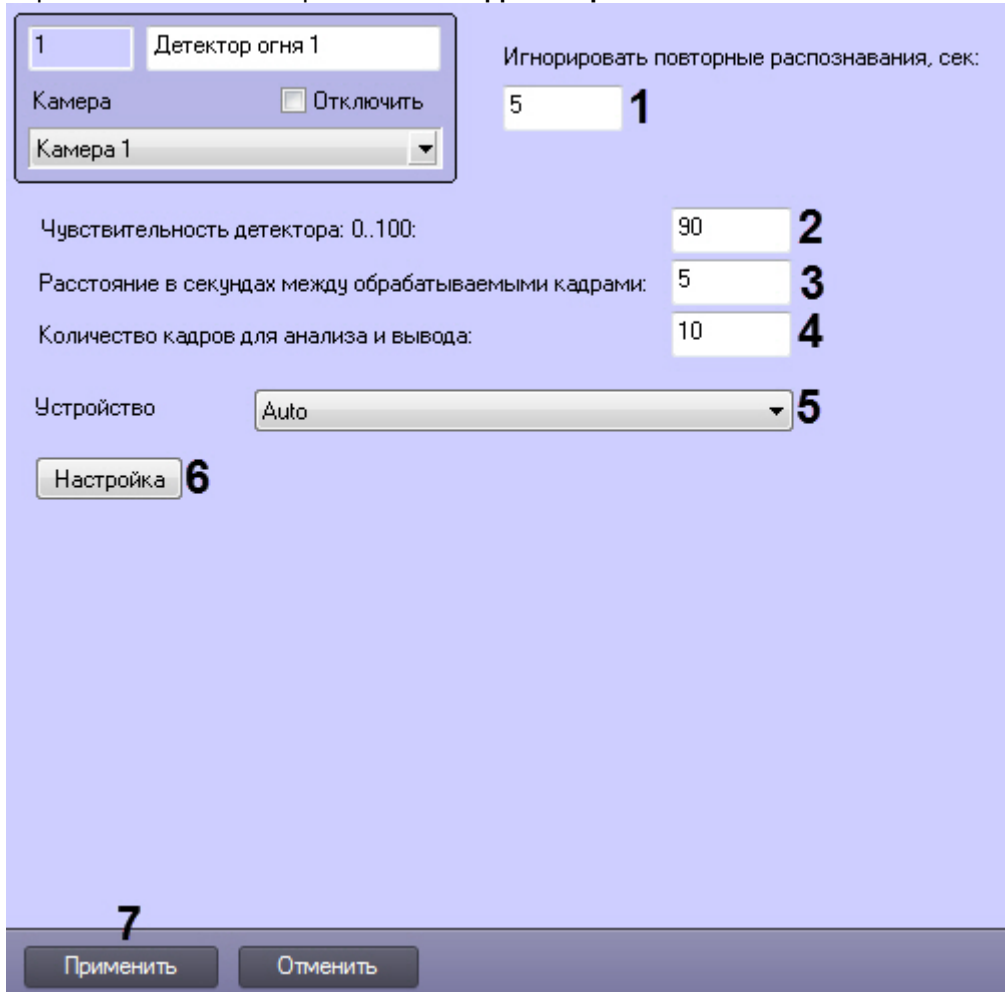 1
Детектор огня 1
Игнорировать повторные распознавания, сек:
Камера
Отключить
5
1
Камера 1
Чувствительность детектора: 0..100:
90
2
Расстояние в секундах между обрабатываемыми кадрами:
5
3
Количество кадров для анализа и вывода:
10
4
Устройство
Auto
5
Настройка
6
7
Применить
Отменить